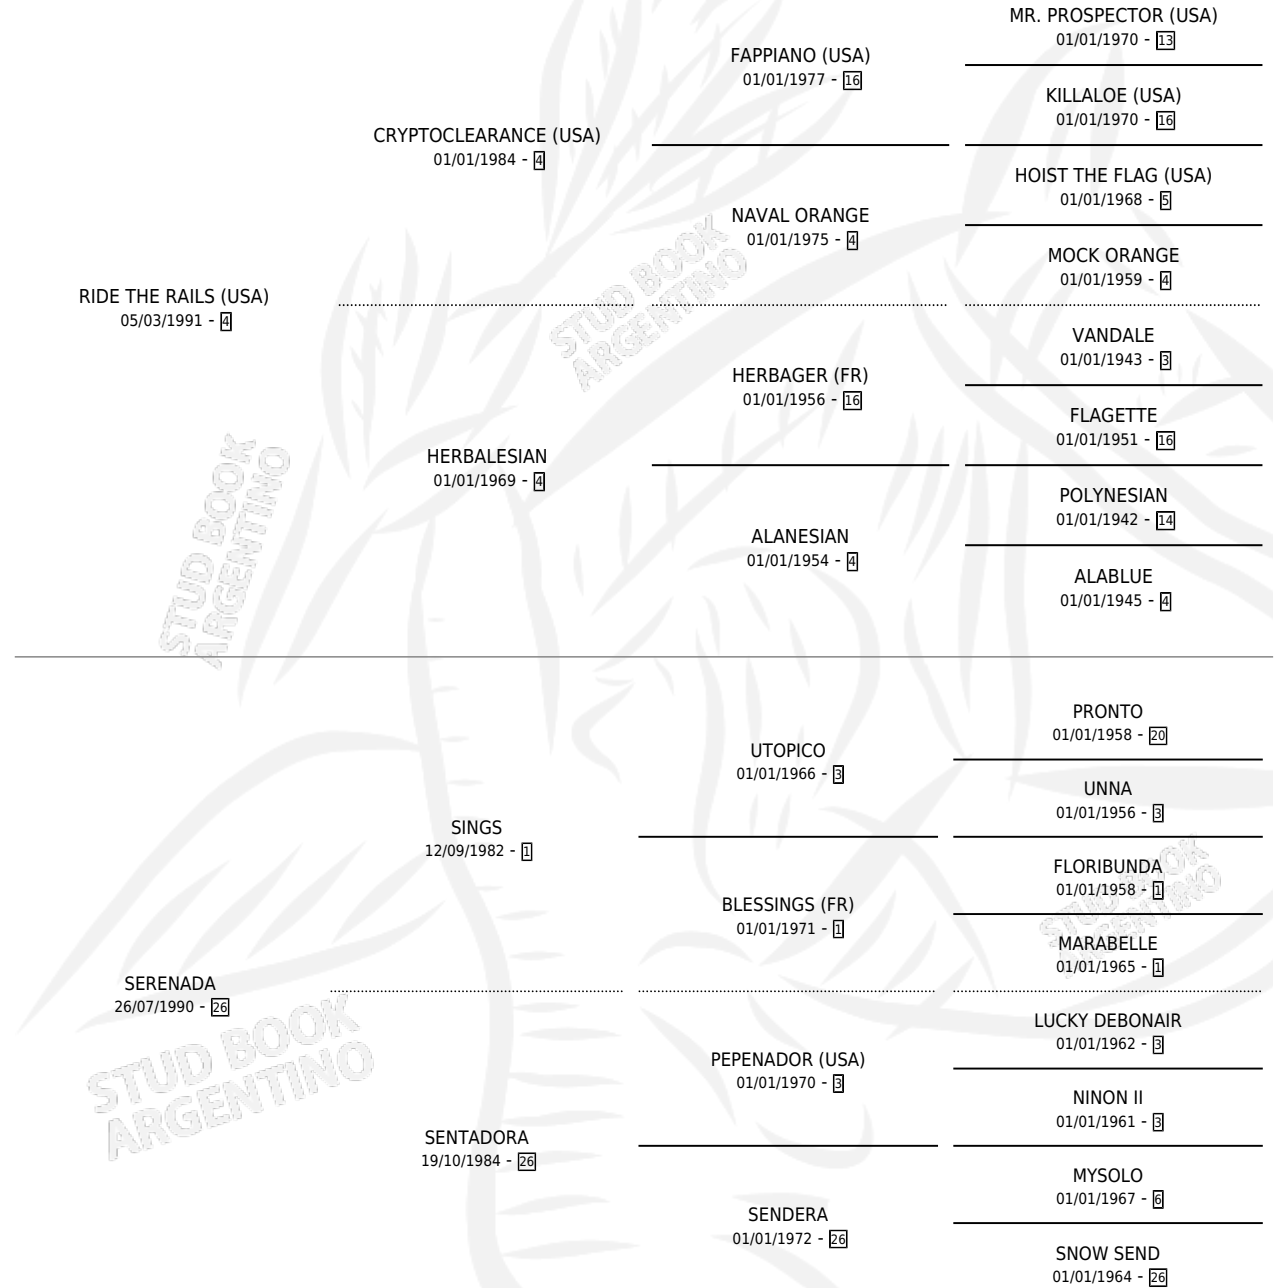 MR. PROSPECTOR (USA)
01/01/1970 - 13
FAPPIANO (USA)
01/01/1977 - 16
KILLALOE (USA)
01/01/1970 - 16
CRYPTOCLEARANCE (USA)
01/01/1984 - 4
HOIST THE FLAG (USA)
01/01/1968 - 5
NAVAL ORANGE
01/01/1975 - 4
MOCK ORANGE
01/01/1959 - 4
RIDE THE RAILS (USA)
05/03/1991 - 4
STUD BOOK
ARGENTINO
VANDALE
01/01/1943 - 3
HERBAGER (FR)
01/01/1956 - 16
FLAGETTE
01/01/1951 - 16
HERBALESIAN
01/01/1969 - 4
POLYNESIAN
01/01/1942 - 14
ALANESIAN
01/01/1954 - 4
ALABLUE
01/01/1945 - 4
STUD BOOK
ARGENTINO
PRONTO
01/01/1958 - 20
UTOPICO
01/01/1966 - 3
UNNA
01/01/1956 - 3
SINGS
12/09/1982 - 1
FLORIBUNDA
01/01/1958 - 1
BLESSINGS (FR)
01/01/1971 - 1
MARABELLE
01/01/1965 - 1
STUD BOOK
ARGENTINO
SERENADA
26/07/1990 - 26
LUCKY DEBONAIR
01/01/1962 - 3
PEPENADOR (USA)
01/01/1970 - 3
NINON II
01/01/1961 - 3
STUD BOOK
ARGENTINO
SENTADORA
19/10/1984 - 26
MYSOLO
01/01/1967 - 6
SENDERA
01/01/1972 - 26
SNOW SEND
01/01/1964 - 26